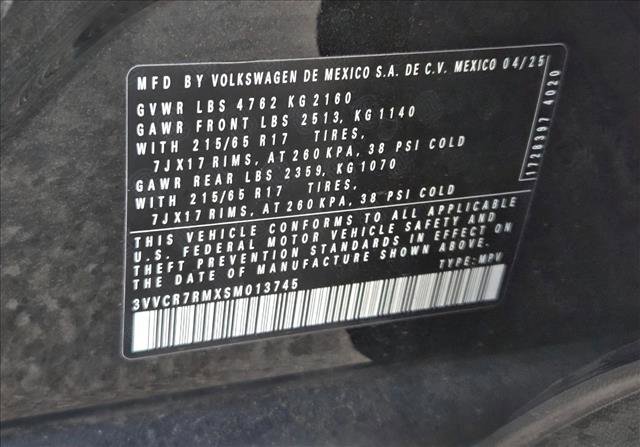 MFD BY VOLKSWAGEN DE MEXICO S.A. DE C.V. MEXICO 04/25
GVWR LBS 4762 KG 2160
GAWR FRONT LBS 2513, KG 1140
WITH 215/65 R17 TIRES,
7JX17 RIMS, AT 260 KPA, 38 PSI COLD
GAWR REAR LBS 2359, KG 1070
WITH 215/65 R17 TIRES,
7JX17 RIMS, AT 260 KPA, 38 PSI COLD
THIS VEHICLE CONFORMS TO ALL APPLICABLE
U.S. FEDERAL MOTOR VEHICLE SAFETY AND
THEFT PREVENTION STANDARDS IN EFFECT ON
THE DATE OF MANUFACTURE SHOWN ABOVE.
3VVCR7RMXSM013745 TYPE: MPV
1728397 4020